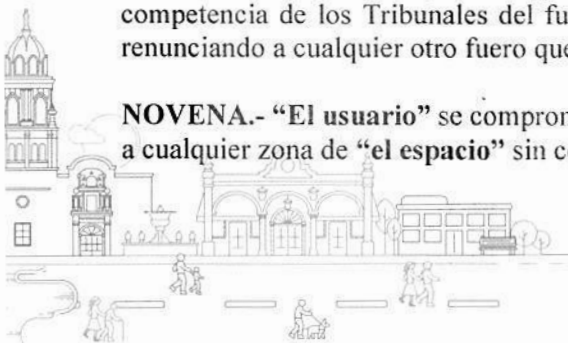 competencia de los Tribunales del fu
renunciando a cualquier otro fuero que
NOVENA.- “El usuario” se compron
a cualquier zona de “el espacio” sin c